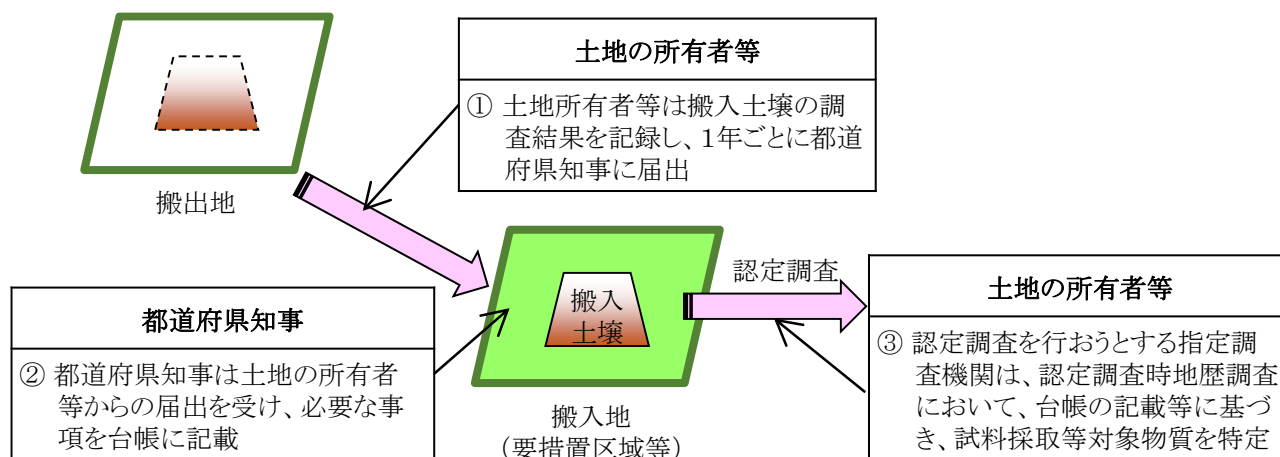 土地の所有者等
① 土地所有者等は搬入土壌の調
査結果を記録し、1年ごとに都道
府県知事に届出
搬出地
認定調査
搬入
土壌
都道府県知事
② 都道府県知事は土地の所有者
等からの届出を受け、必要な事
項を台帳に記載
搬入地
(要措置区域等)
土地の所有者等
③ 認定調査を行おうとする指定調
査機関は、認定調査時地歴調査
において、台帳の記載等に基づ
き、試料採取等対象物質を特定